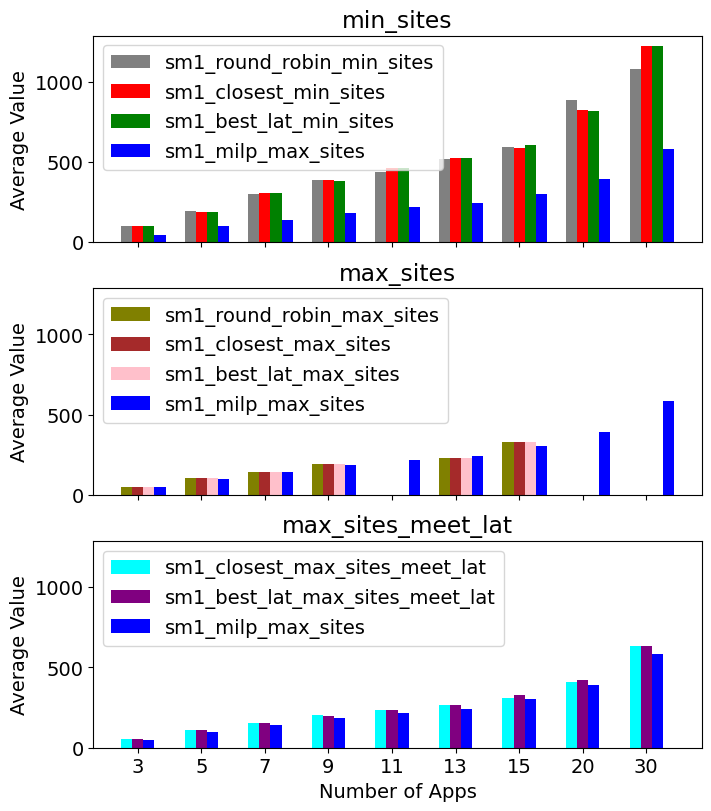 min_sites
1000
500
0
Average Value
sm1_round_robin_min_sites
sm1_closest_min_sites
sm1_best_lat_min_sites
sm1_milp_max_sites
max_sites
1000
500
0
Average Value
sm1_round_robin_max_sites
sm1_closest_max_sites
sm1_best_lat_max_sites
sm1_milp_max_sites
max_sites_meet_lat
1000
500
0
Average Value
sm1_closest_max_sites_meet_lat
sm1_best_lat_max_sites_meet_lat
sm1_milp_max_sites
3 5 7 9 11 13 15 20 30
Number of Apps